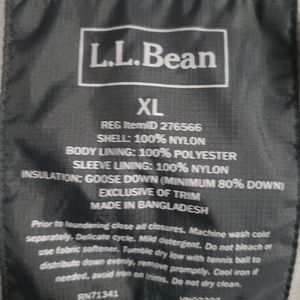 L.L.Bean
XL
REG ItemID 276566
SHELL: 100% NYLON
BODY LINING: 100% POLYESTER
SLEEVE LINING: 100% NYLON
INSULATION: GOOSE DOWN (MINIMUM 80% DOWN)
EXCLUSIVE OF TRIM
MADE IN BANGLADESH
Prior to laundering close all closures. Machine wash cold
separately. Delicate cycle. Mild detergent. Do not bleach or
use fabric softener. Tumble dry low with tennis ball to
distribute down evenly, remove promptly. Cool iron if
needed, avoid iron on trims. Do not dry clean.
RN71341